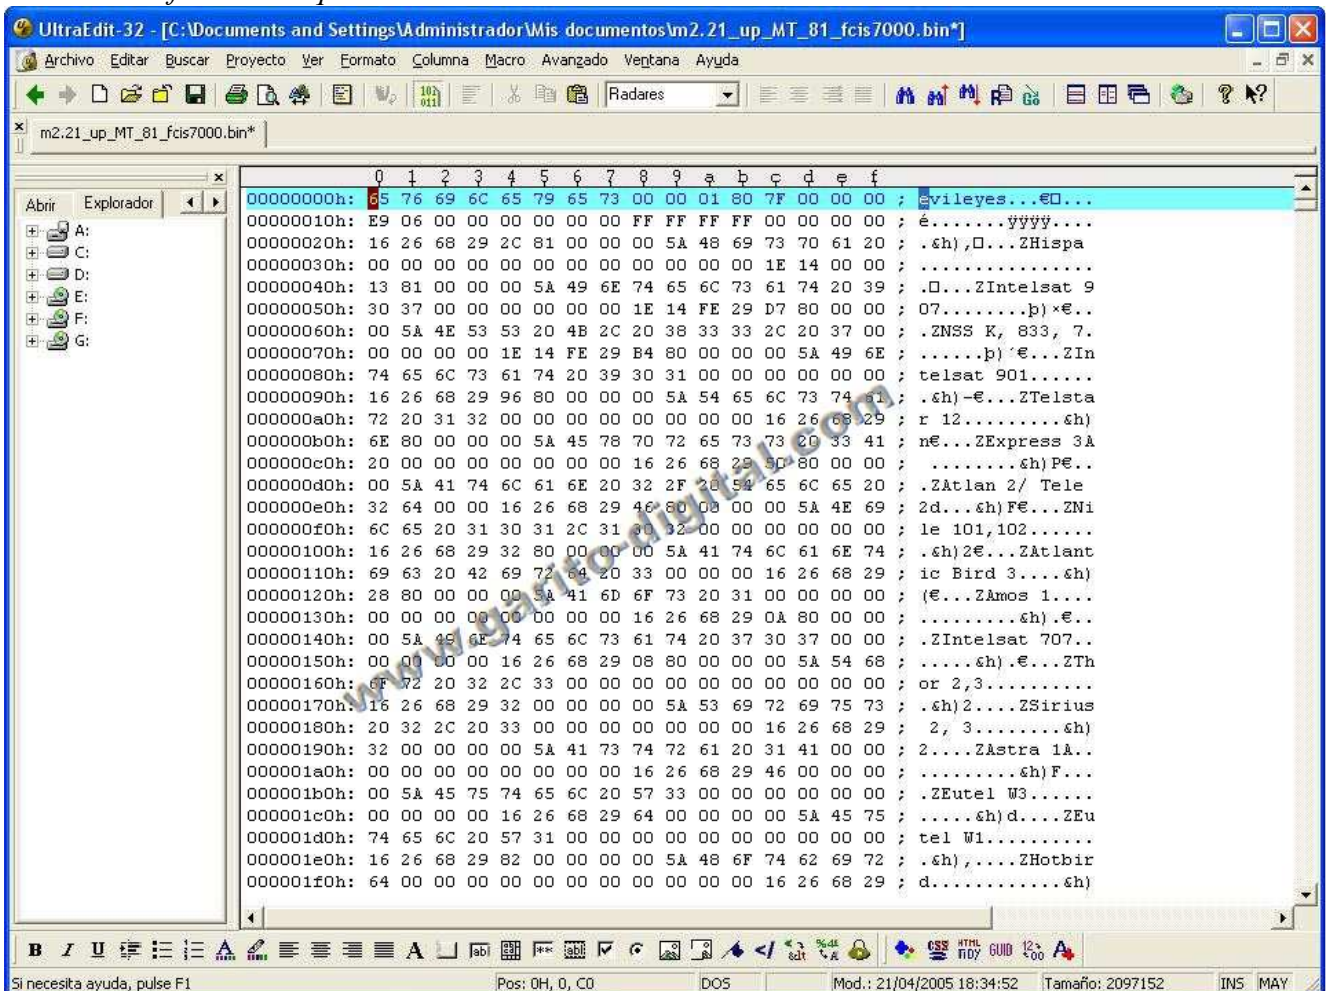 UltraEdit-32 - [C:\Documents and Settings\Administrador\Mis documentos\m2.21_up_MT_81_fcis7000.bin*]
Archivo Editar Buscar Proyecto Ver Formato Columna Macro Avanzado Ventana Ayuda
Radares
m2.21_up_MT_81_fcis7000.bin*
Abrir Explorador
A:
C:
D:
E:
F:
G:
0 1 2 3 4 5 6 7 8 9 a b c d e f
00000000h: 65 76 69 6C 65 79 65 73 00 00 01 80 7F 00 00 00 ; evileyes...€□...
00000010h: E9 06 00 00 00 00 00 00 FF FF FF FF 00 00 00 00 ; é.......ÿÿÿÿ....
00000020h: 16 26 68 29 2C 81 00 00 00 5A 48 69 73 70 61 20 ; .&h),□...ZHispa
00000030h: 00 00 00 00 00 00 00 00 00 00 00 00 1E 14 00 00 ; ................
00000040h: 13 81 00 00 00 5A 49 6E 74 65 6C 73 61 74 20 39 ; .□...ZIntelsat 9
00000050h: 30 37 00 00 00 00 00 00 00 1E 14 FE 29 D7 80 00 00 ; 07........þ)×€..
00000060h: 00 5A 4E 53 53 20 4B 2C 20 38 33 33 2C 20 37 00 ; .ZNSS K, 833, 7.
00000070h: 00 00 00 00 1E 14 FE 29 B4 80 00 00 00 5A 49 6E ; ......þ)´€...ZIn
00000080h: 74 65 6C 73 61 74 20 39 30 31 00 00 00 00 00 00 ; telsat 901......
00000090h: 16 26 68 29 96 80 00 00 00 5A 54 65 6C 73 74 61 ; .&h)–€...ZTelsta
000000a0h: 72 20 31 32 00 00 00 00 00 00 00 00 16 26 68 29 ; r 12.........&h)
000000b0h: 6E 80 00 00 00 5A 45 78 70 72 65 73 73 20 33 41 ; n€...ZExpress 3A
000000c0h: 20 00 00 00 00 00 00 00 16 26 68 29 50 80 00 00 ; ........&h)P€..
000000d0h: 00 5A 41 74 6C 61 6E 20 32 2F 20 54 65 6C 65 20 ; .ZAtlan 2/ Tele
000000e0h: 32 64 00 00 16 26 68 29 46 80 00 00 00 5A 4E 69 ; 2d...&h)F€...ZNi
000000f0h: 6C 65 20 31 30 31 2C 31 30 32 00 00 00 00 00 00 ; le 101,102......
00000100h: 16 26 68 29 32 80 00 00 00 5A 41 74 6C 61 6E 74 ; .&h)2€...ZAtlant
00000110h: 69 63 20 42 69 72 64 20 33 00 00 00 16 26 68 29 ; ic Bird 3....&h)
00000120h: 28 80 00 00 00 5A 41 6D 6F 73 20 31 00 00 00 00 ; (€...ZAmos 1....
00000130h: 00 00 00 00 00 00 00 00 16 26 68 29 0A 80 00 00 ; .........&h).€..
00000140h: 00 5A 49 6E 74 65 6C 73 61 74 20 37 30 37 00 00 ; .ZIntelsat 707..
00000150h: 00 00 00 00 16 26 68 29 08 80 00 00 00 5A 54 68 ; .....&h).€...ZTh
00000160h: 6F 72 20 32 2C 33 00 00 00 00 00 00 00 00 00 00 ; or 2,3..........
00000170h: 16 26 68 29 32 00 00 00 00 5A 53 69 72 69 75 73 ; .&h)2....ZSirius
00000180h: 20 32 2C 20 33 00 00 00 00 00 00 00 16 26 68 29 ; 2, 3........&h)
00000190h: 32 00 00 00 00 5A 41 73 74 72 61 20 31 41 00 00 ; 2....ZAstra 1A..
000001a0h: 00 00 00 00 00 00 00 00 16 26 68 29 46 00 00 00 ; .........&h)F...
000001b0h: 00 5A 45 75 74 65 6C 20 57 33 00 00 00 00 00 00 ; .ZEutel W3......
000001c0h: 00 00 00 00 16 26 68 29 64 00 00 00 00 5A 45 75 ; .....&h)d....ZEu
000001d0h: 74 65 6C 20 57 31 00 00 00 00 00 00 00 00 00 00 ; tel W1..........
000001e0h: 16 26 68 29 82 00 00 00 00 5A 48 6F 74 62 69 72 ; .&h)‚....ZHotbir
000001f0h: 64 00 00 00 00 00 00 00 00 00 00 00 16 26 68 29 ; d............&h)
www.garito-digital.com
Si necesita ayuda, pulse F1 Pos: 0H, 0, C0 DOS Mod.: 21/04/2005 18:34:52 Tamaño: 2097152 INS MAY